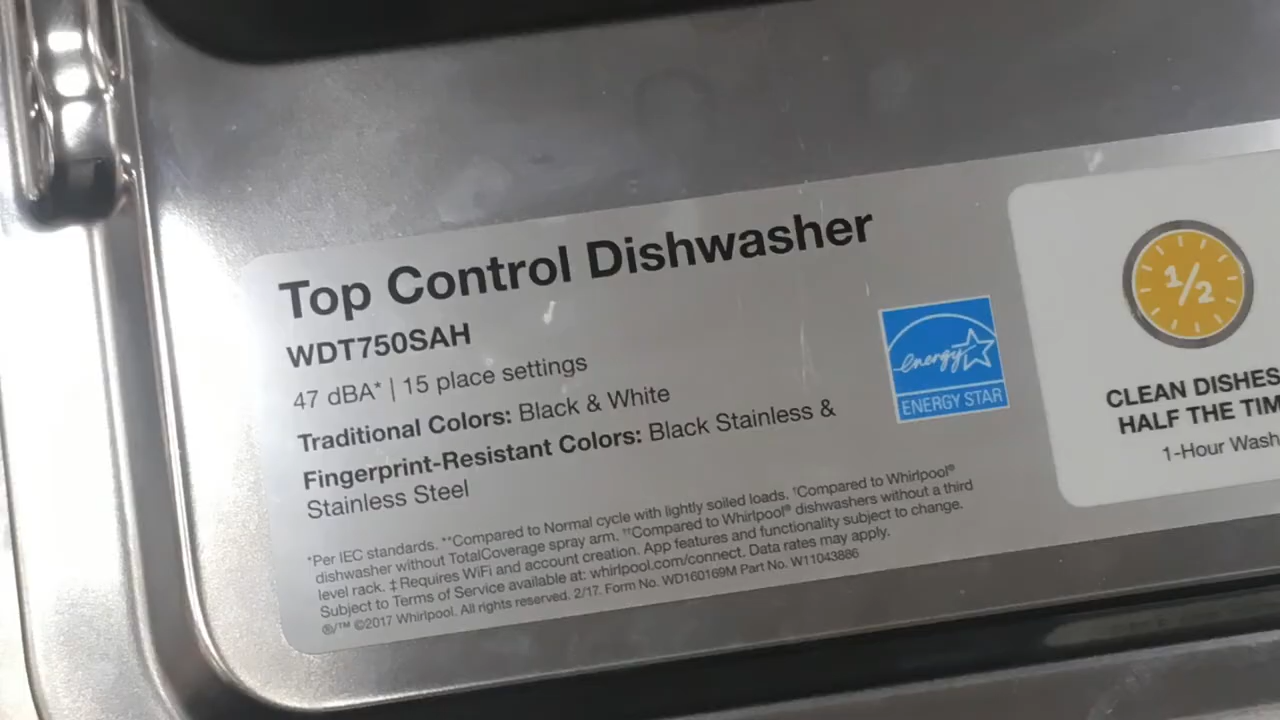 Top Control Dishwasher
WDT750SAH
47 dBA* | 15 place settings
Traditional Colors: Black & White
Fingerprint-Resistant Colors: Black Stainless &
Stainless Steel
*Per IEC standards. **Compared to Normal cycle with lightly soiled loads. †Compared to Whirlpool®
dishwasher without TotalCoverage spray arm. ††Compared to Whirlpool® dishwashers without a third
level rack. ‡Requires WiFi and account creation. App features and functionality subject to change.
Subject to Terms of Service available at: whirlpool.com/connect. Data rates may apply.
®/™ ©2017 Whirlpool. All rights reserved. 2/17. Form No. WD160169M Part No. W11043886
energy
ENERGY STAR
1/2
CLEAN DISHES
HALF THE TIM
1-Hour Wash